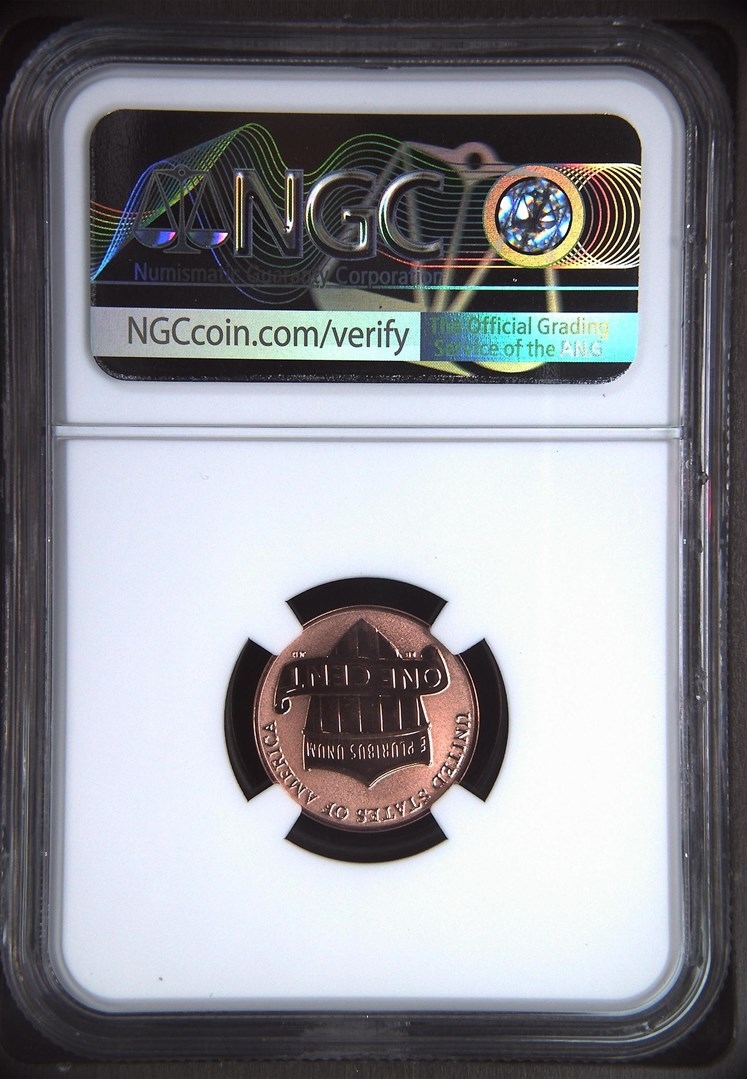 NGC
Numismatic Guaranty Corporation
NGCcoin.com/verify
The Official Grading
Service of the ANG
UNITED STATES OF AMERICA
E PLURIBUS UNUM
ONE CENT